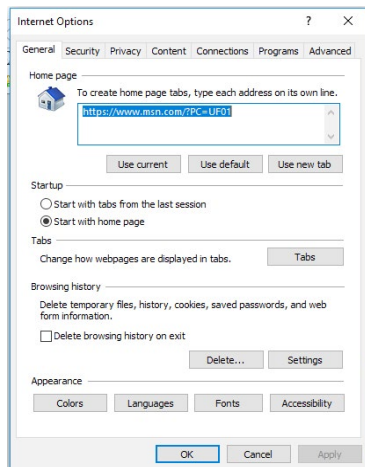 Internet Options ? X
General Security Privacy Content Connections Programs Advanced
Home page
To create home page tabs, type each address on its own line.
https://www.msn.com/?PC=UF01
Use current Use default Use new tab
Startup
Start with tabs from the last session
Start with home page
Tabs
Change how webpages are displayed in tabs. Tabs
Browsing history
Delete temporary files, history, cookies, saved passwords, and web
form information.
Delete browsing history on exit
Delete... Settings
Appearance
Colors Languages Fonts Accessibility
OK Cancel Apply